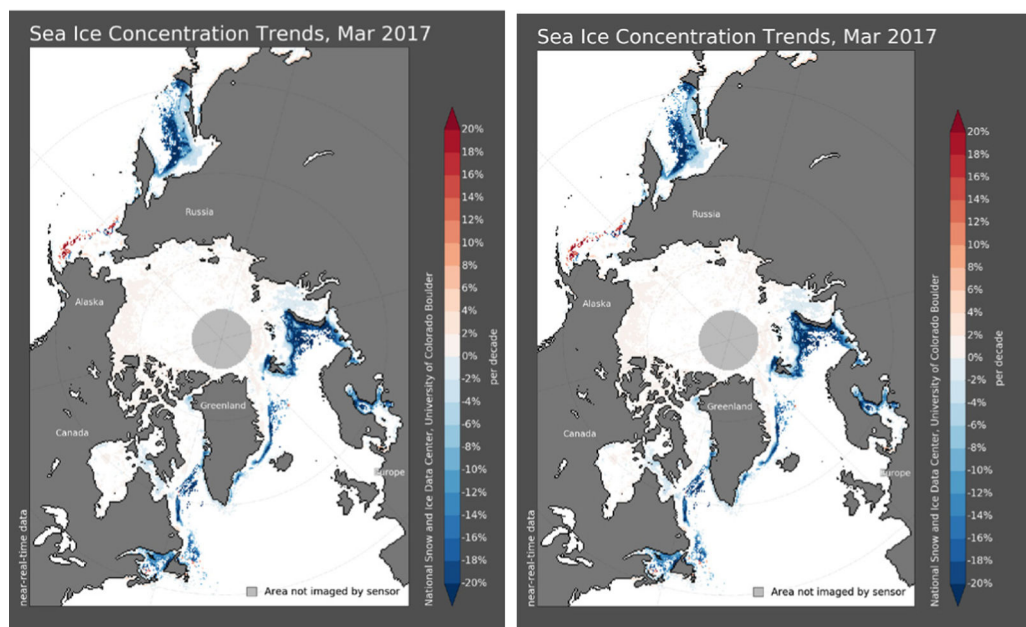 Sea Ice Concentration Trends, Mar 2017
20%
18%
16%
14%
12%
10%
8%
6%
4%
2%
0%
-2%
-4%
-6%
-8%
-10%
-12%
-14%
-16%
-18%
-20%
per decade
National Snow and Ice Data Center, University of Colorado Boulder
Russia
Alaska
Greenland
Canada
Europe
near-real-time data
Area not imaged by sensor
Sea Ice Concentration Trends, Mar 2017
20%
18%
16%
14%
12%
10%
8%
6%
4%
2%
0%
-2%
-4%
-6%
-8%
-10%
-12%
-14%
-16%
-18%
-20%
per decade
National Snow and Ice Data Center, University of Colorado Boulder
Russia
Alaska
Greenland
Canada
Europe
near-real-time data
Area not imaged by sensor